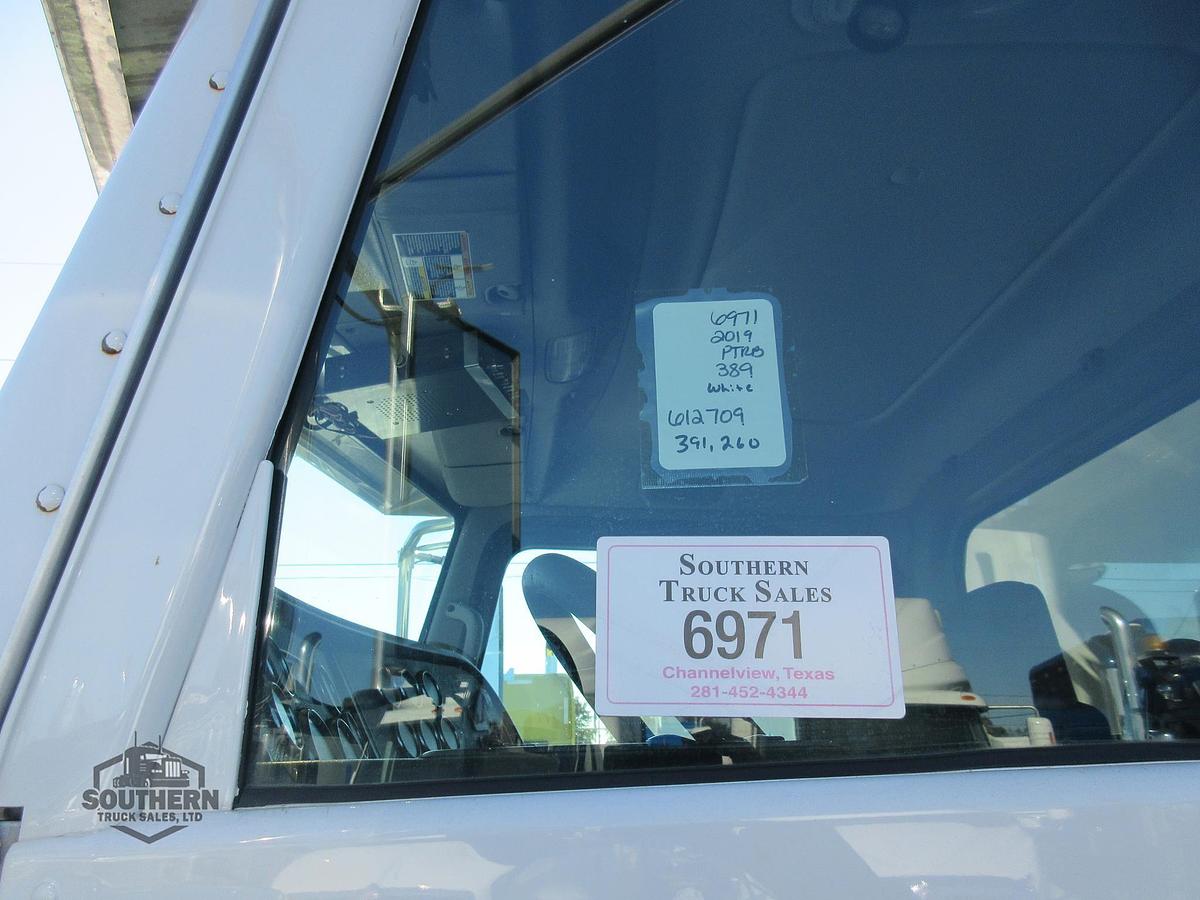 6971
2019
PTRB
389
White
612709
391,260
SOUTHERN
TRUCK SALES
6971
Channelview, Texas
281-452-4344
SOUTHERN
TRUCK SALES, LTD